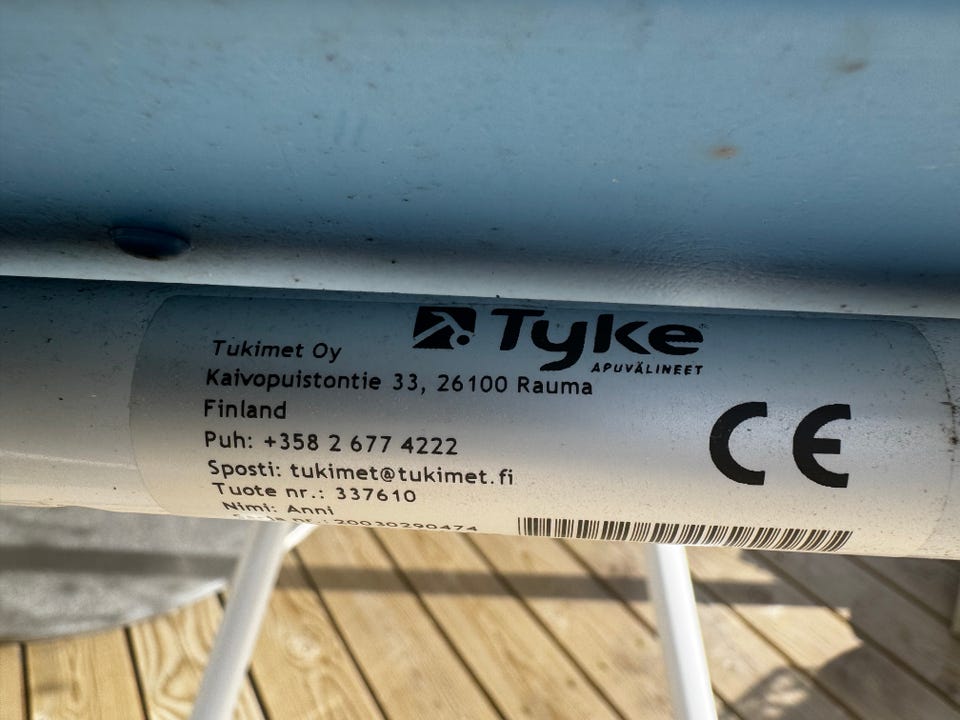 Tyke
APUVÄLINEET
Tukimet Oy
Kaivopuistontie 33, 26100 Rauma
Finland
Puh: +358 2 677 4222
Sposti: tukimet@tukimet.fi
Tuote nr.: 337610
Nimi: Anni
20030290474
CE